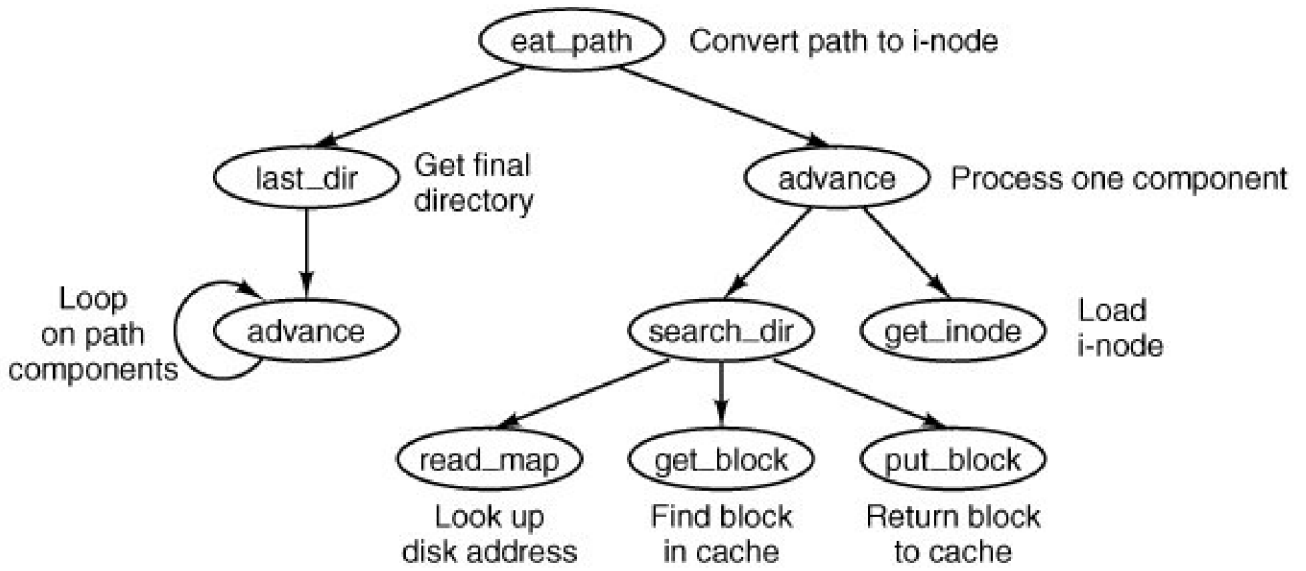 eat_path
Convert path to i-node
last_dir
Get final
directory
advance
Process one component
Loop
on path
components
advance
search_dir
get_inode
Load
i-node
read_map
get_block
put_block
Look up
disk address
Find block
in cache
Return block
to cache